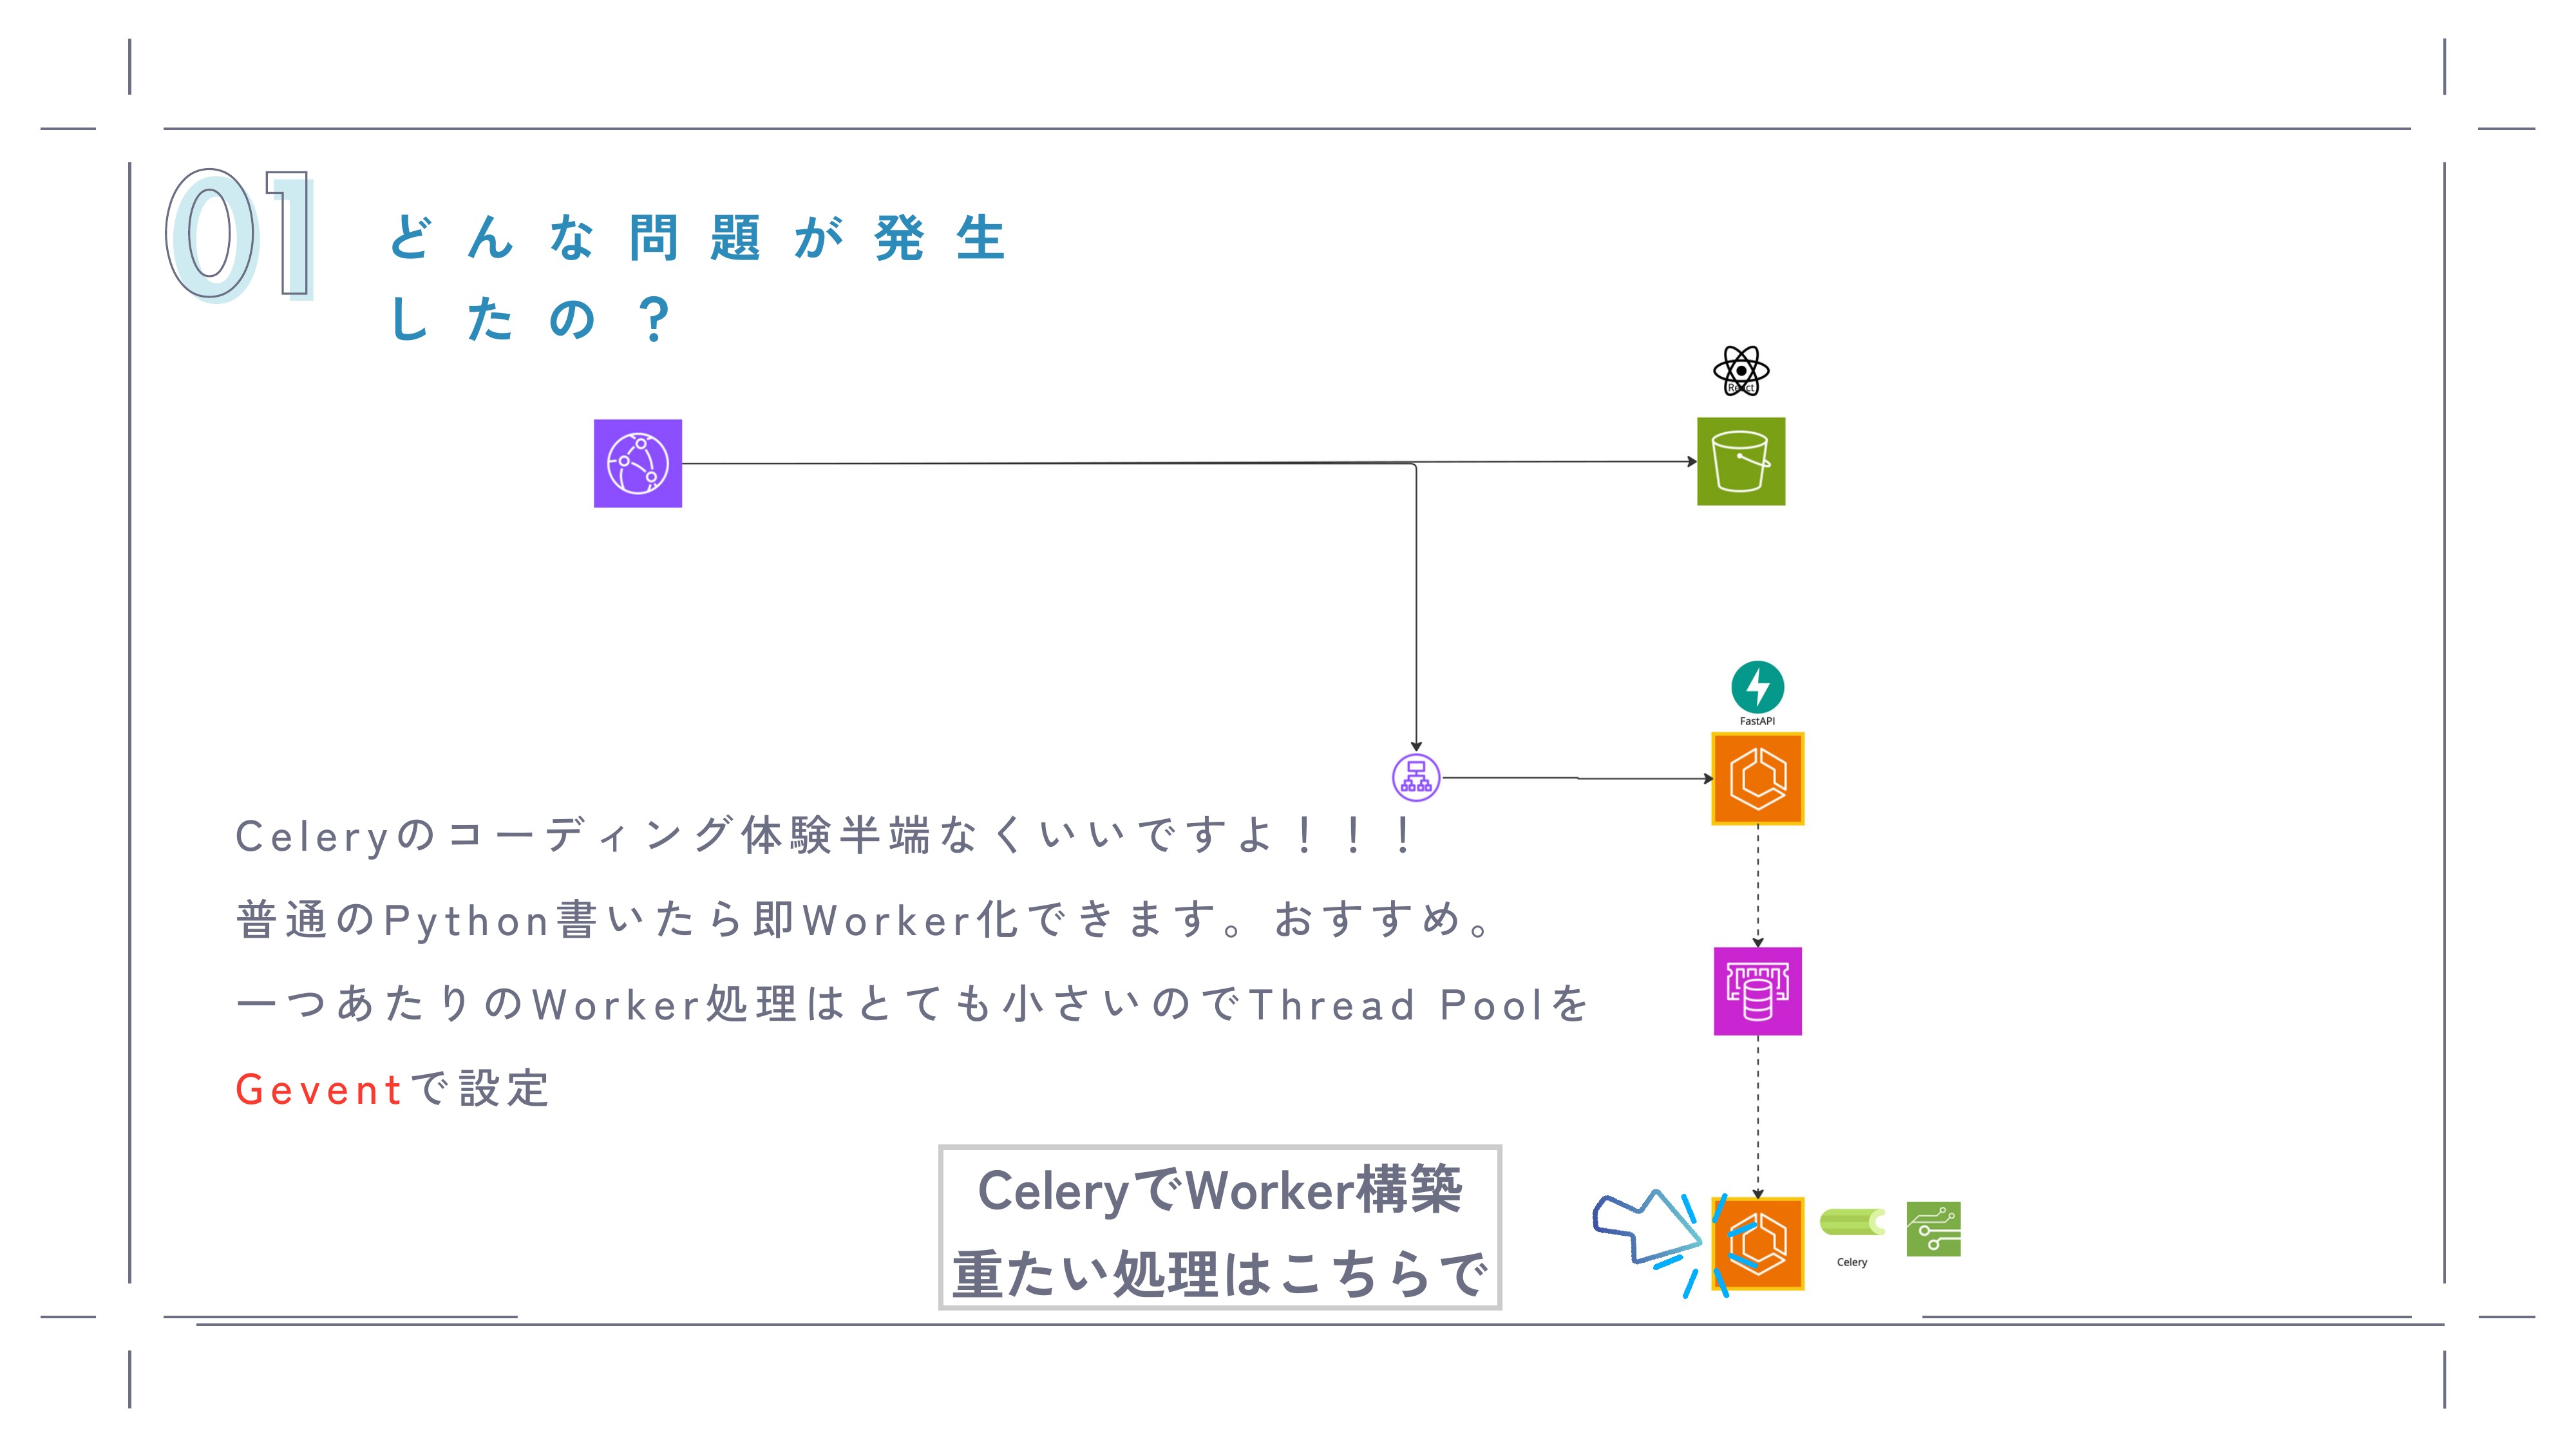 01
どんな問題が発生
したの？
React
FastAPI
Celeryのコーディング体験半端なくいいですよ！！！
普通のPython書いたら即Worker化できます。おすすめ。
一つあたりのWorker処理はとても小さいのでThread Poolを
Geventで設定
CeleryでWorker構築
重たい処理はこちらで
Celery